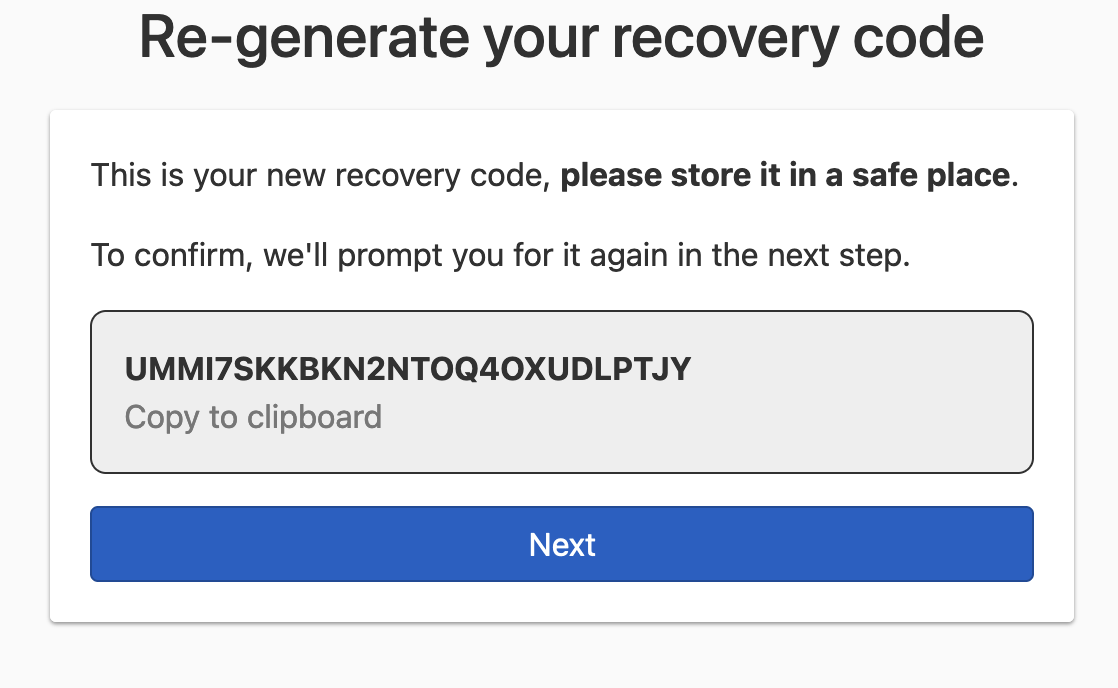 Re-generate your recovery code
This is your new recovery code, please store it in a safe place.
To confirm, we'll prompt you for it again in the next step.
UMMI7SKKBKN2NTOQ4OXUDLPTJY
Copy to clipboard
Next